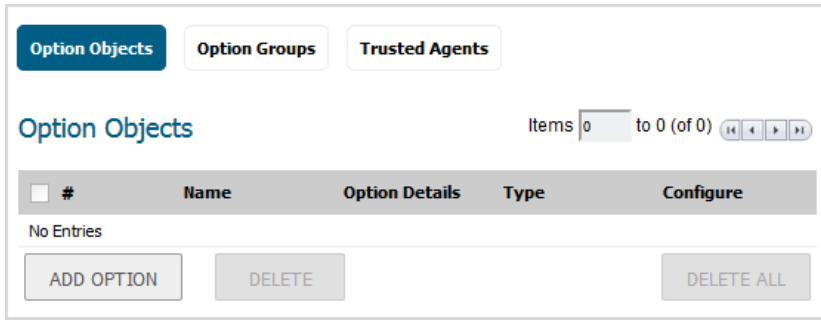 Option Objects Option Groups Trusted Agents
Option Objects Items 0 to 0 (of 0)
# Name Option Details Type Configure
No Entries
ADD OPTION DELETE DELETE ALL